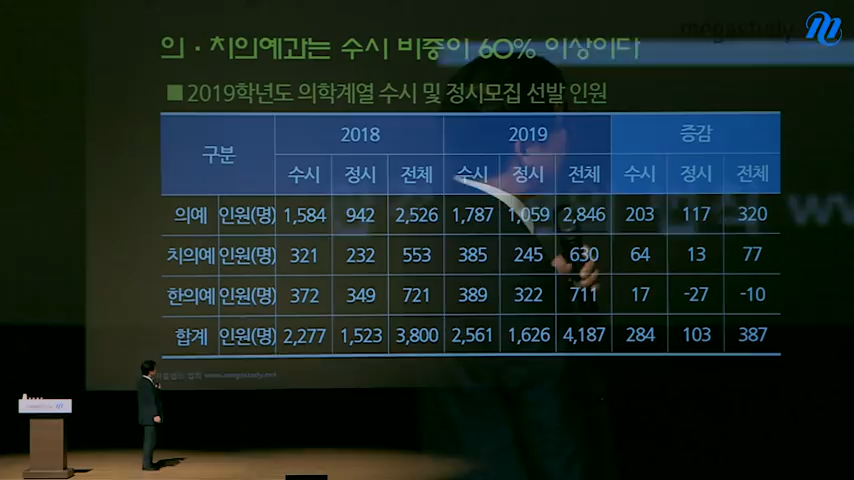 megastudy
의·치의예과는 수시 비중이 60% 이상이다
■ 2019학년도 의학계열 수시 및 정시모집 선발 인원
구분 2018 2019 증감
수시 정시 전체 수시 정시 전체 수시 정시 전체
의예 인원(명) 1,584 942 2,526 1,787 1,059 2,846 203 117 320
치의예 인원(명) 321 232 553 385 245 630 64 13 77
한의예 인원(명) 372 349 721 389 322 711 17 -27 -10
합계 인원(명) 2,277 1,523 3,800 2,561 1,626 4,187 284 103 387
www.megastudy.net